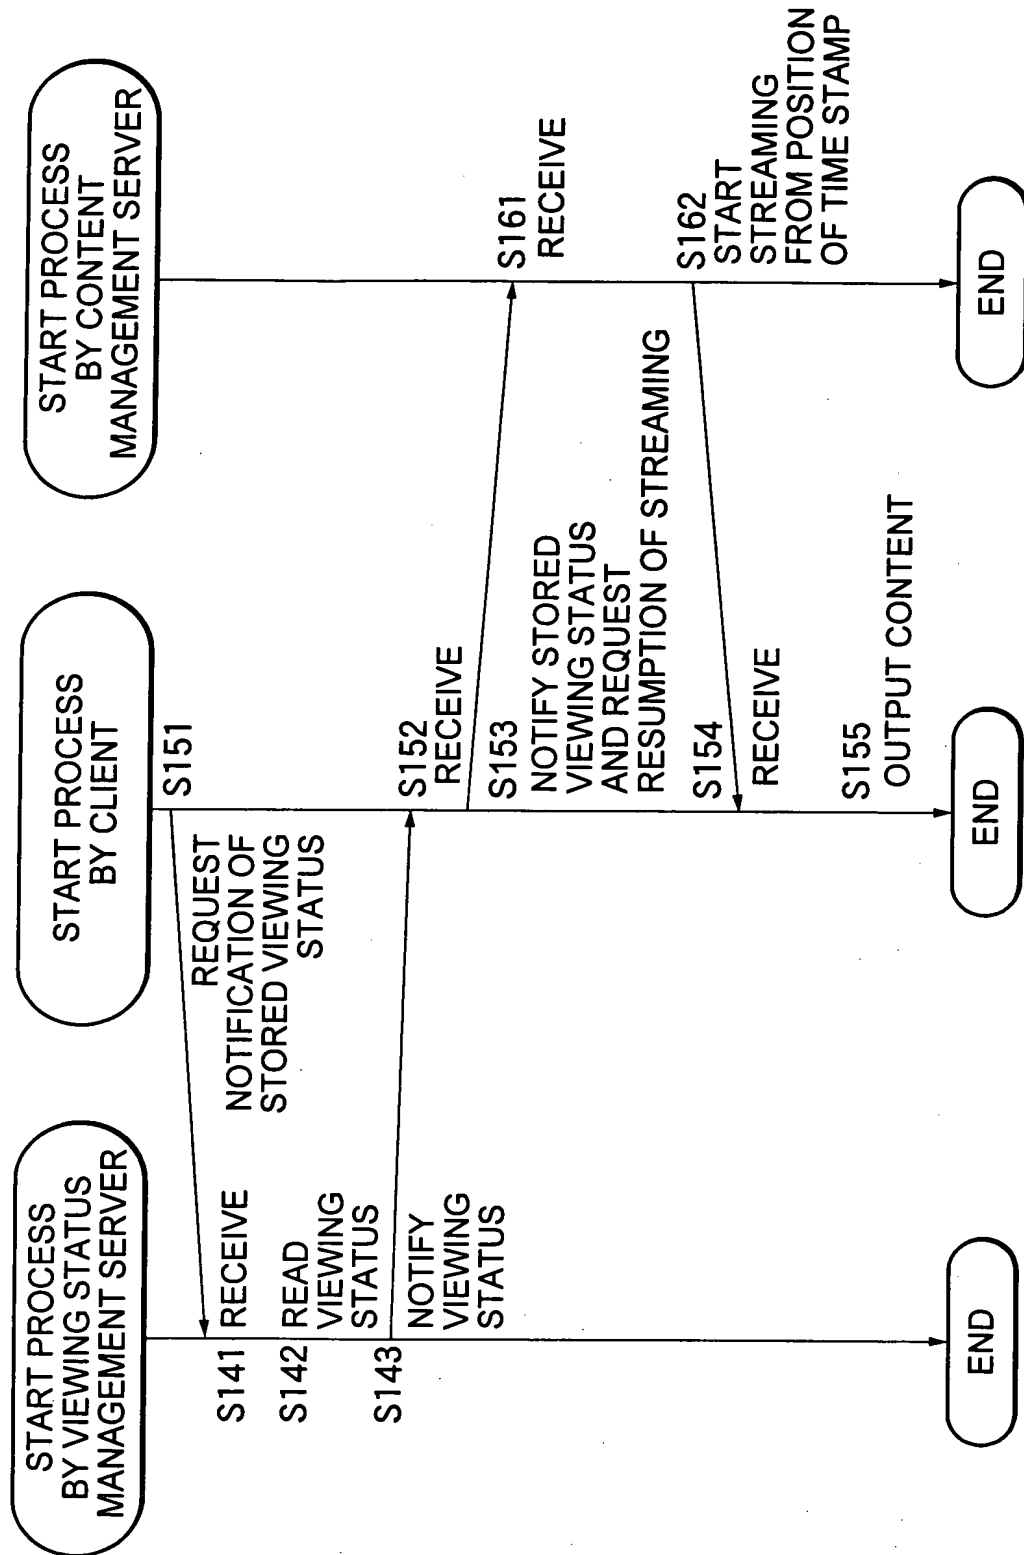 START PROCESS
BY VIEWING STATUS
MANAGEMENT SERVER
S141 RECEIVE
S142 READ
VIEWING
STATUS
S143
NOTIFY
VIEWING
STATUS
END
START PROCESS
BY CLIENT
S151
REQUEST
NOTIFICATION OF
STORED VIEWING
STATUS
S152
RECEIVE
S153
NOTIFY STORED
VIEWING STATUS
AND REQUEST
RESUMPTION OF STREAMING
S154
RECEIVE
S155
OUTPUT CONTENT
END
START PROCESS
BY CONTENT
MANAGEMENT SERVER
S161
RECEIVE
S162
START
STREAMING
FROM POSITION
OF TIME STAMP
END